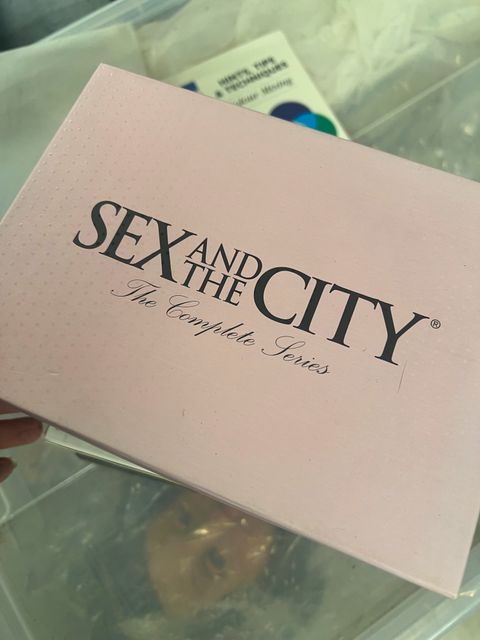 HINTS, TIPS
& TECHNIQUES
SEX AND THE CITY®
The Complete Series